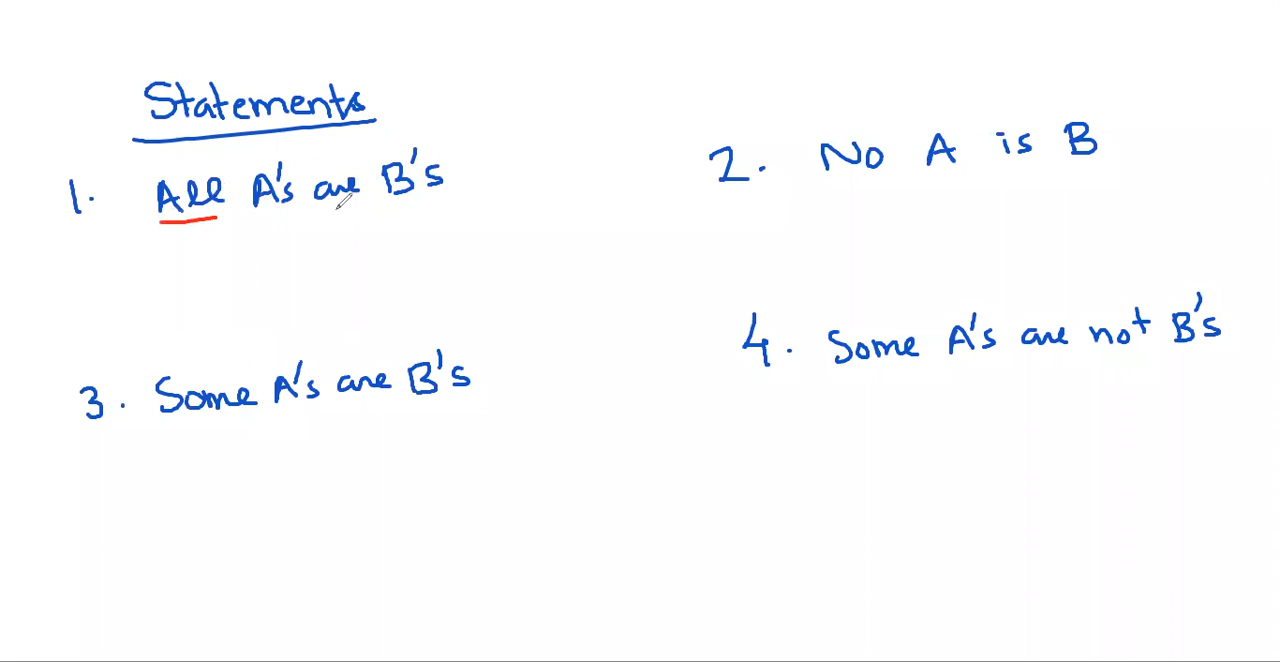 Statements
1. All A's are B's
2. No A is B
3. Some A's are B's
4. Some A's are not B's